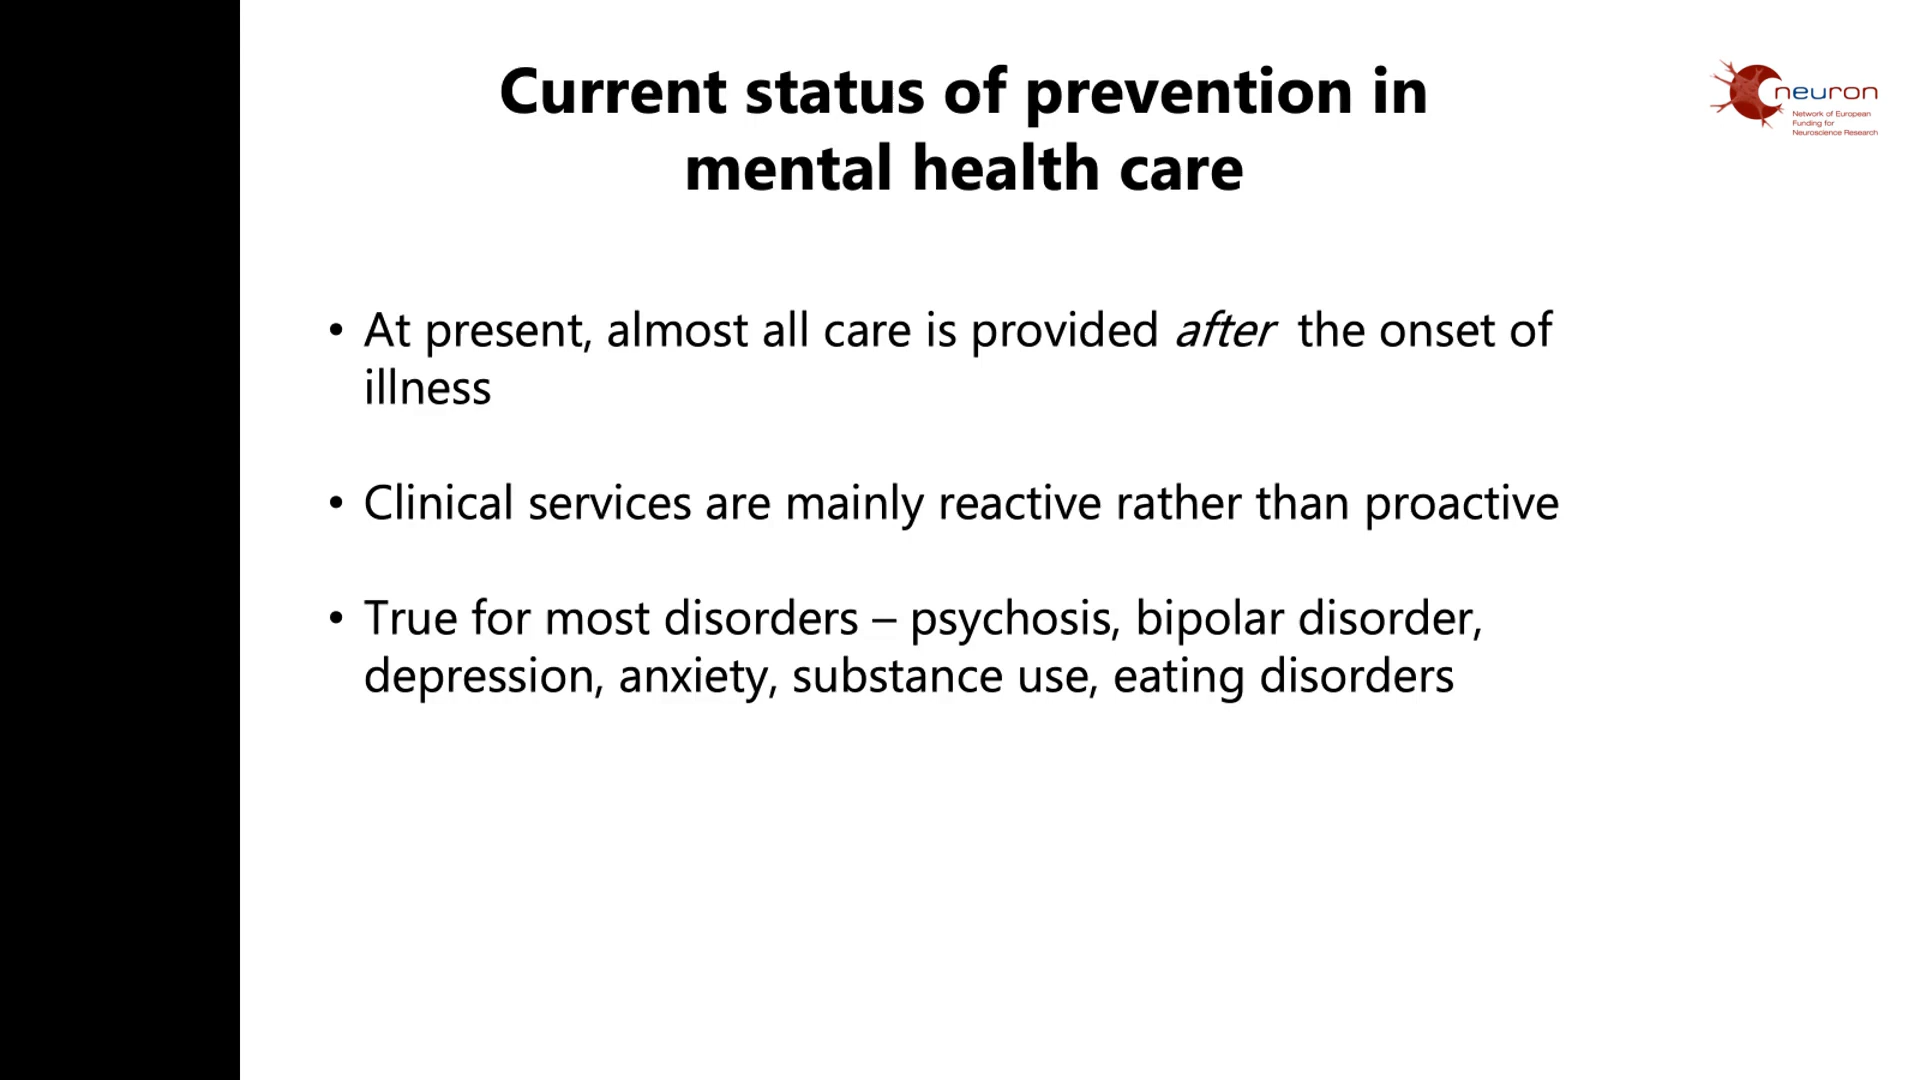 Current status of prevention in
mental health care
neuron
Network of European
Funding for
Neuroscience Research
• At present, almost all care is provided after the onset of
illness
• Clinical services are mainly reactive rather than proactive
• True for most disorders – psychosis, bipolar disorder,
depression, anxiety, substance use, eating disorders